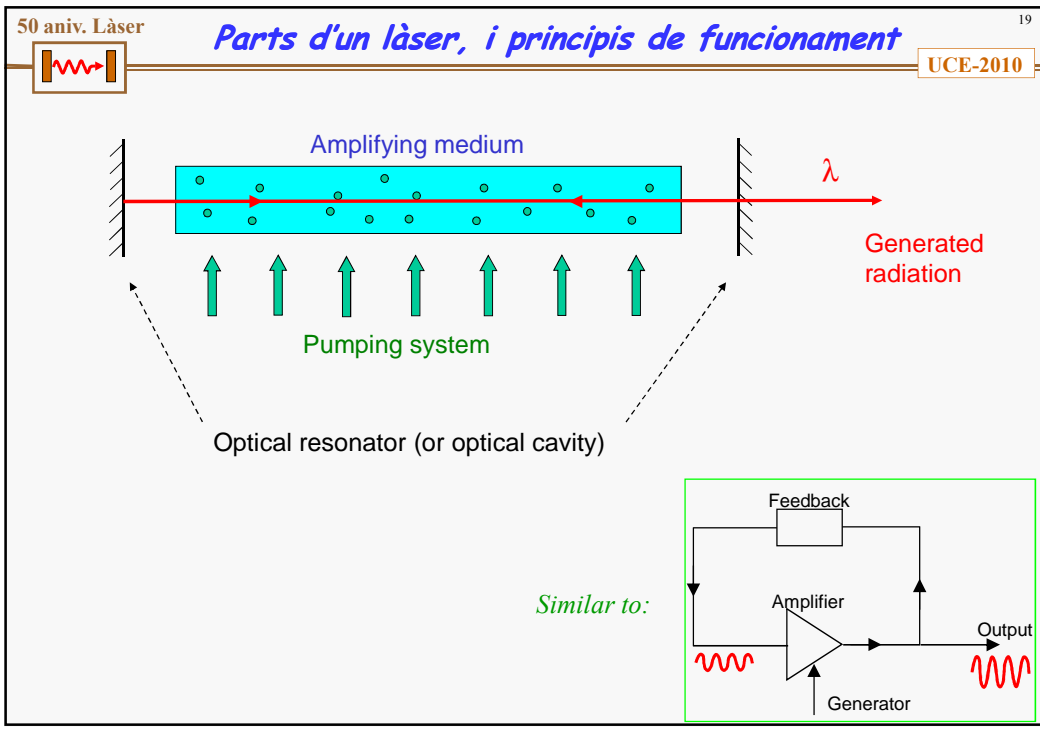 50 aniv. Làser
Parts d'un làser, i principis de funcionament
19
UCE-2010
Amplifying medium
λ
Generated
radiation
Pumping system
Optical resonator (or optical cavity)
Feedback
Similar to:
Amplifier
Output
Generator